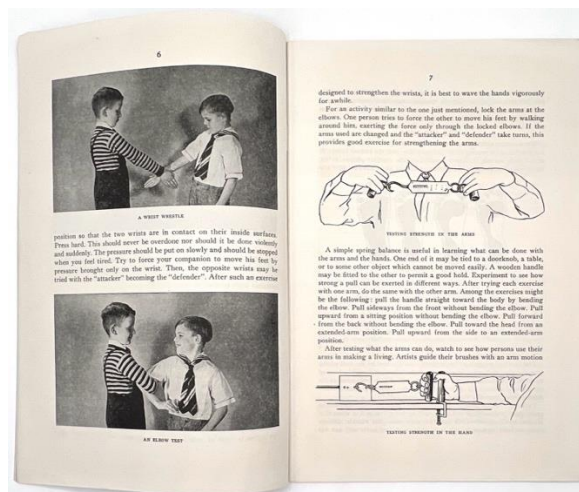 6
A WRIST WRESTLE
position so that the two wrists are in contact on their inside surfaces.
Press hard. This should never be overdone nor should it be done violently
and suddenly. The pressure should be put on slowly and should be stopped
when you feel tired. Try to force your companion to move his feet by
pressure brought only on the wrist. Then, the opposite wrists may be
tried with the "attacker" becoming the "defender". After such an exercise
AN ELBOW TEST
7
designed to strengthen the wrists, it is best to wave the hands vigorously
for awhile.
For an activity similar to the one just mentioned, lock the arms at the
elbows. One person tries to force the other to move his feet by walking
around him, exerting the force only through the locked elbows. If the
arms used are changed and the "attacker" and "defender" take turns, this
provides good exercise for strengthening the arms.
TESTING STRENGTH IN THE ARMS
A simple spring balance is useful in learning what can be done with
the arms and the hands. One end of it may be tied to a doorknob, a table,
or to some other object which cannot be moved easily. A wooden handle
may be fitted to the other to permit a good hold. Experiment to see how
strong a pull can be exerted in different ways. After trying each exercise
with one arm, do the same with the other arm. Among the exercises might
be the following: pull the handle straight toward the body by bending
the elbow. Pull sideways from the front without bending the elbow. Pull
upward from a sitting position without bending the elbow. Pull forward
from the back without bending the elbow. Pull toward the head from an
extended-arm position. Pull upward from the side to an extended-arm
position.
After testing what the arms can do, watch to see how persons use their
arms in making a living. Artists guide their brushes with an arm motion
TESTING STRENGTH IN THE HAND